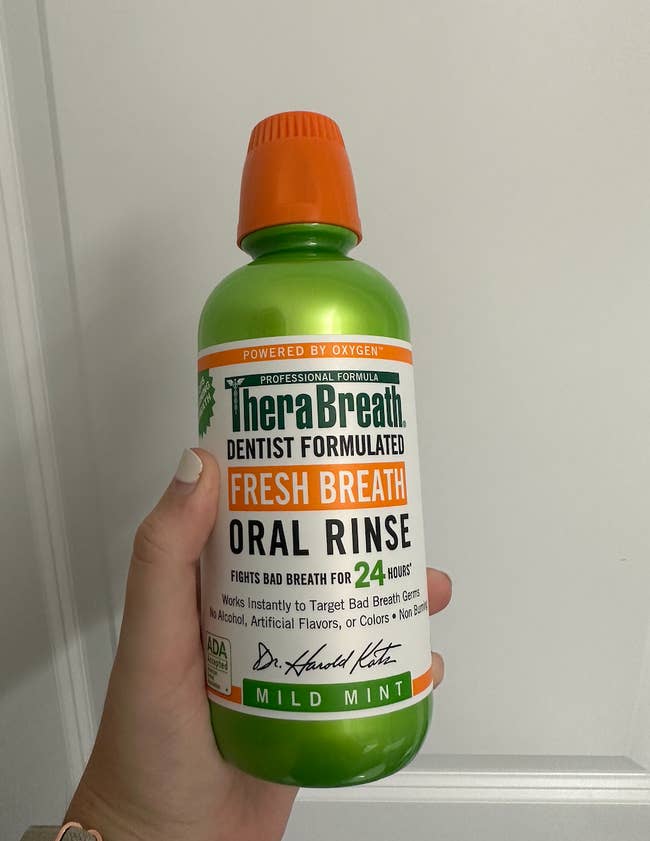 POWERED BY OXYGEN™
PROFESSIONAL FORMULA
TheraBreath®
DENTIST FORMULATED
FRESH BREATH
ORAL RINSE
FIGHTS BAD BREATH FOR 24 HOURS*
Works Instantly to Target Bad Breath Germs
No Alcohol, Artificial Flavors, or Colors • Non Burning
ADA
Accepted
Dr. Harold Katz
MILD MINT